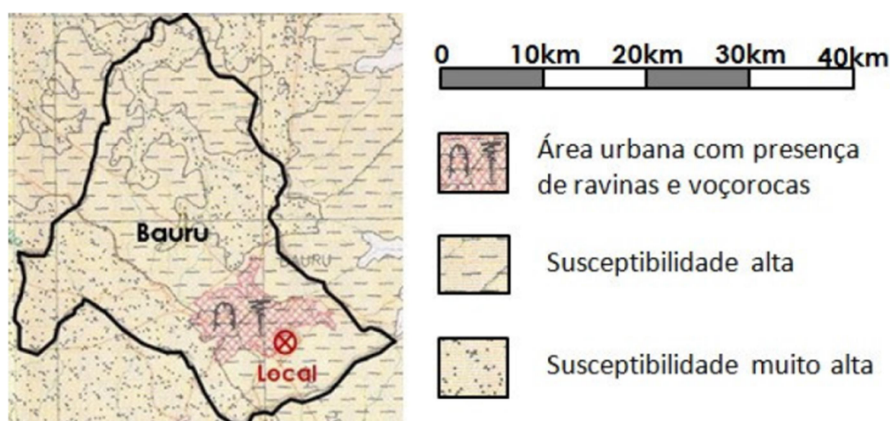 0 10km 20km 30km 40km
Área urbana com presença
de ravinas e voçorocas
Bauru
BAURU
Susceptibilidade alta
Local
Susceptibilidade muito alta